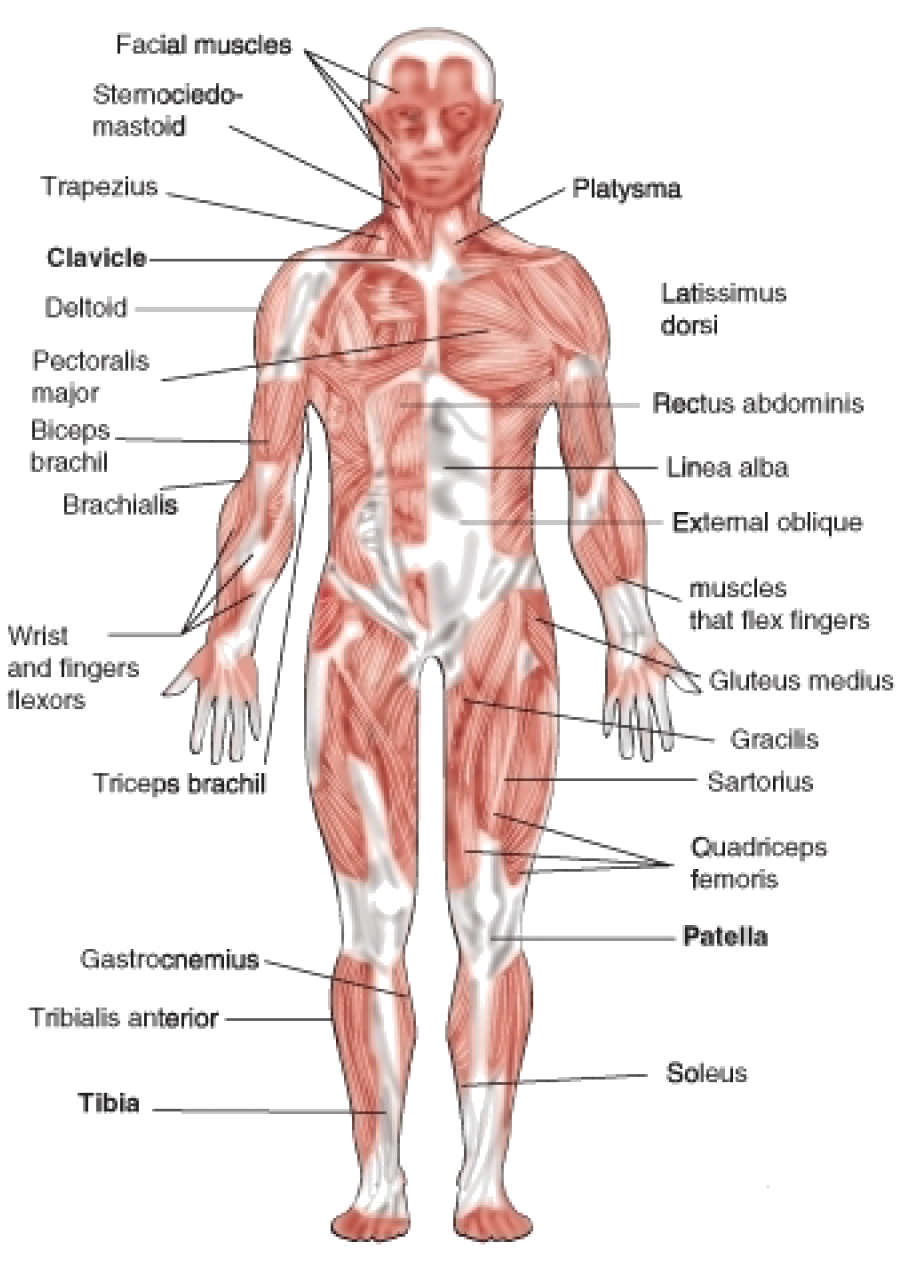 Facial muscles
Sternociedo-
mastoid
Trapezius
Clavicle
Deltoid
Pectoralis
major
Biceps
brachil
Brachialis
Wrist
and fingers
flexors
Triceps brachil
Gastrocnemius
Tribialis anterior
Tibia
Platysma
Latissimus
dorsi
Rectus abdominis
Linea alba
External oblique
muscles
that flex fingers
Gluteus medius
Gracilis
Sartorius
Quadriceps
femoris
Patella
Soleus